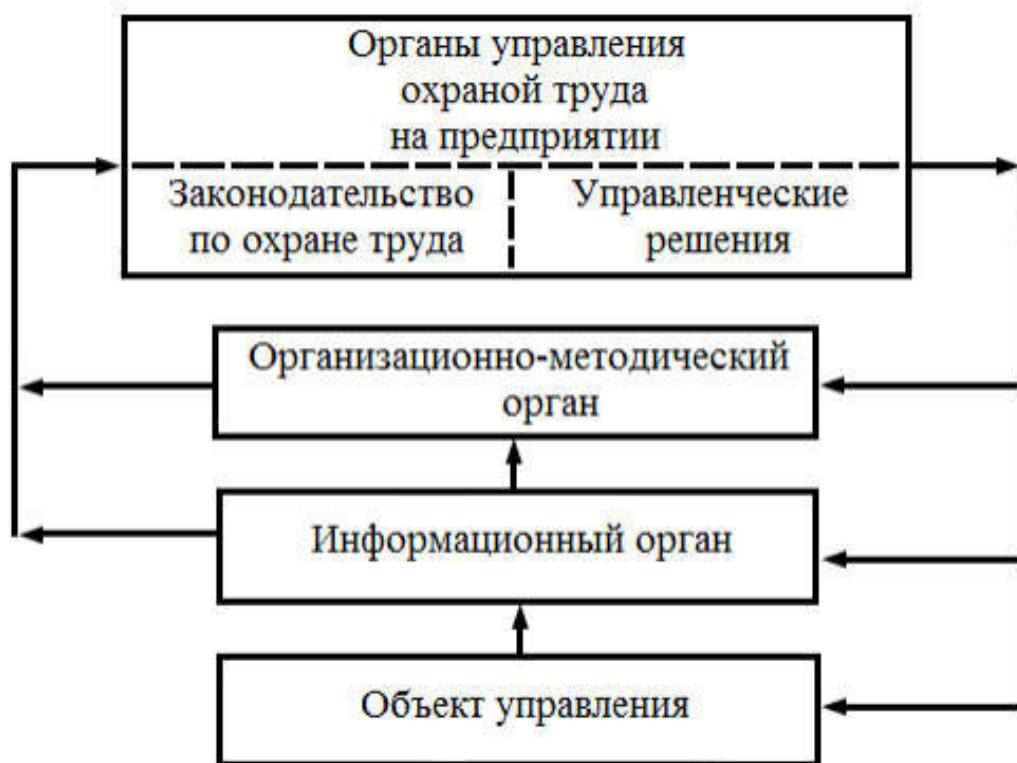 Органы управления
охраной труда
на предприятии
Законодательство
по охране труда
Управленческие
решения
Организационно-методический
орган
Информационный орган
Объект управления